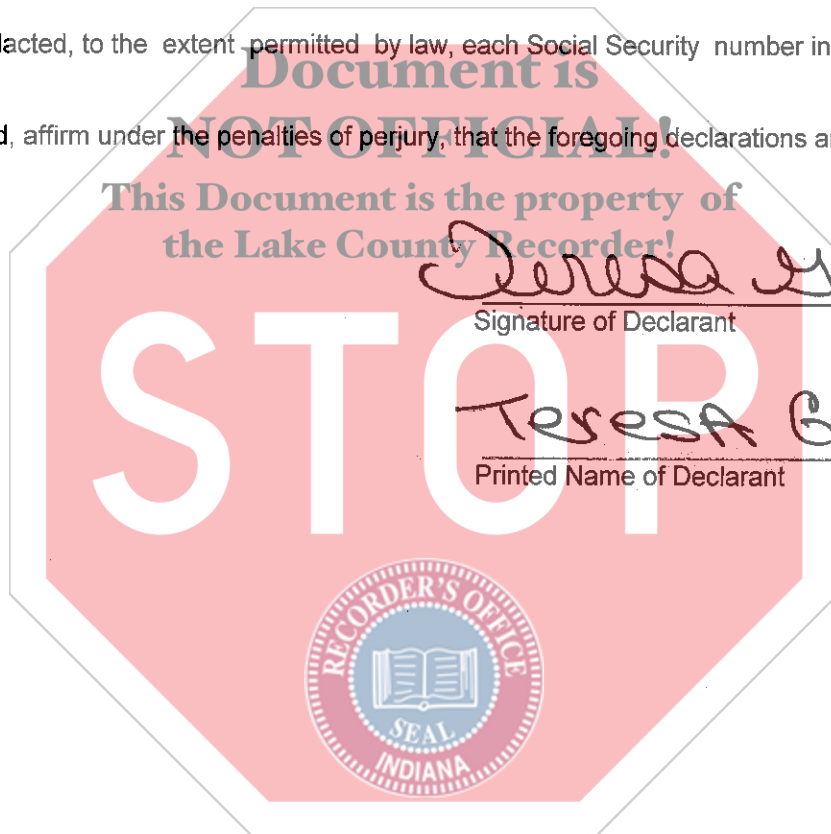 lacted, to the extent permitted by law, each Social Security number in
Document is
d, affirm under the penalties of perjury, that the foregoing declarations a
NOT OFFICIAL!
This Document is the property of
the Lake County Recorder!
Teresa G
Signature of Declarant
STOP
Teresa G
Printed Name of Declarant
RECORDER'S OFFICE
SEAL
INDIANA